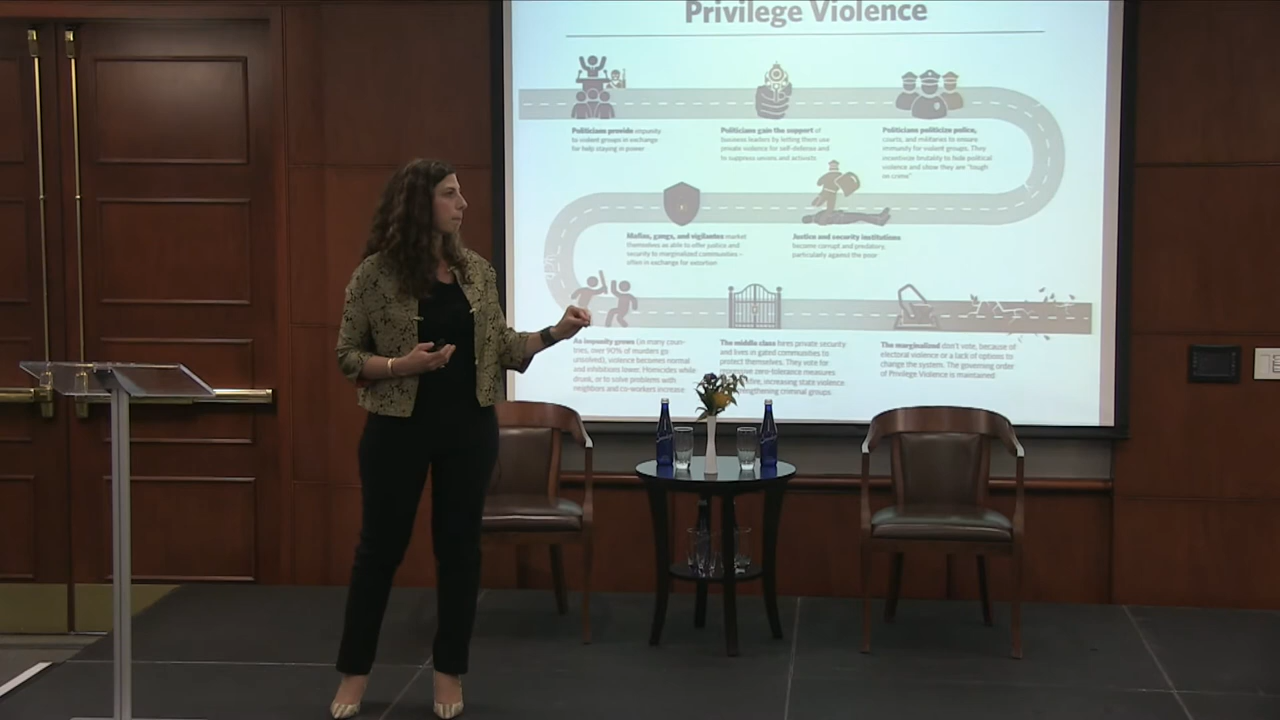 Privilege Violence
Politicians provide impunity
to violent groups in exchange
for help staying in power
Politicians gain the support of
business leaders by letting them use
private violence for self-defense and
to suppress unions and activists
Politicians politicize police,
courts, and militaries to ensure
immunity for violent groups. They
incentivize brutality to hide political
violence and show they are "tough
on crime".
Mafias, gangs, and vigilantes market
themselves as able to offer justice and
security to marginalized communities –
often in exchange for extortion
Justice and security institutions
become corrupt and predatory,
particularly against the poor
As impunity grows (in many coun-
tries, over 90% of murders go
unsolved), violence becomes normal
and inhibitions lower. Homicides while
drunk, or to solve problems with
neighbors and co-workers increase
The middle class hires private security
and lives in gated communities to
protect themselves. They vote for
repressive zero-tolerance measures
increasing state violence
strengthening criminal groups.
The marginalized don't vote, because of
electoral violence or a lack of options to
change the system. The governing order
of Privilege Violence is maintained